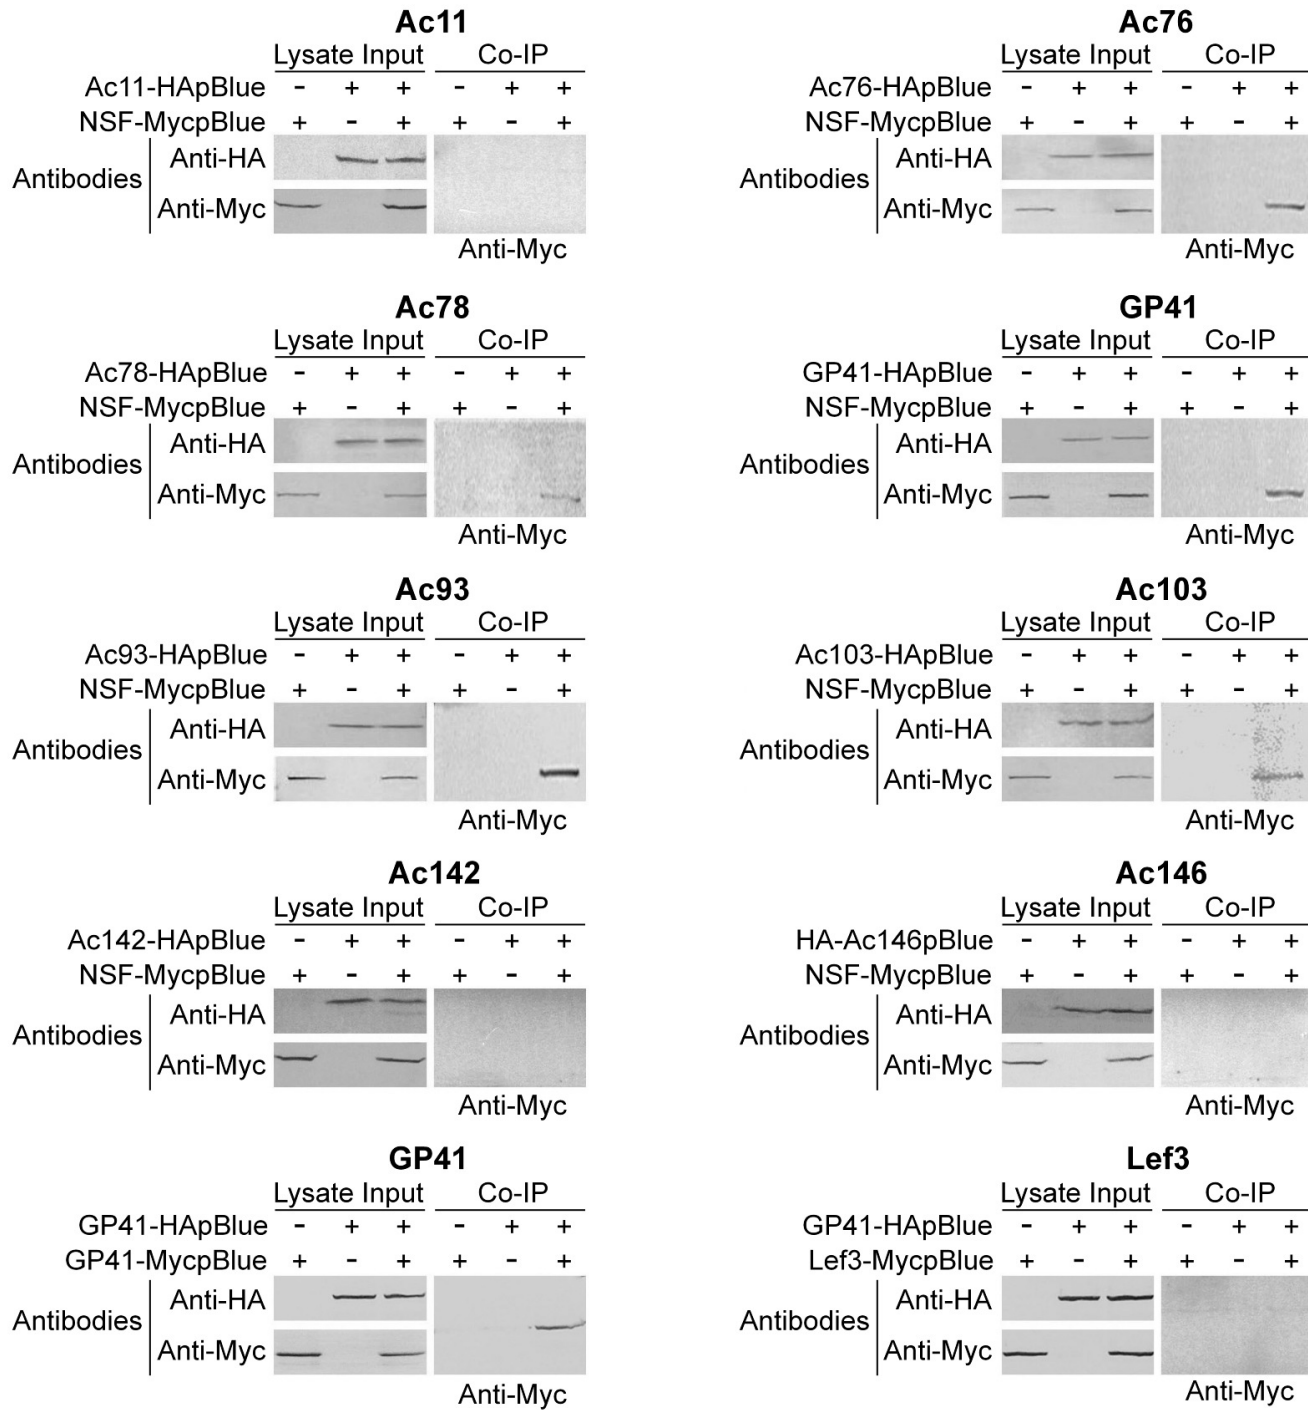 Ac11
Lysate Input Co-IP
Ac11-HApBlue - + + - + +
NSF-MycpBlue + - + + - +
Antibodies
Anti-HA
Anti-Myc
Anti-Myc
Ac76
Lysate Input Co-IP
Ac76-HApBlue - + + - + +
NSF-MycpBlue + - + + - +
Antibodies
Anti-HA
Anti-Myc
Anti-Myc
Ac78
Lysate Input Co-IP
Ac78-HApBlue - + + - + +
NSF-MycpBlue + - + + - +
Antibodies
Anti-HA
Anti-Myc
Anti-Myc
GP41
Lysate Input Co-IP
GP41-HApBlue - + + - + +
NSF-MycpBlue + - + + - +
Antibodies
Anti-HA
Anti-Myc
Anti-Myc
Ac93
Lysate Input Co-IP
Ac93-HApBlue - + + - + +
NSF-MycpBlue + - + + - +
Antibodies
Anti-HA
Anti-Myc
Anti-Myc
Ac103
Lysate Input Co-IP
Ac103-HApBlue - + + - + +
NSF-MycpBlue + - + + - +
Antibodies
Anti-HA
Anti-Myc
Anti-Myc
Ac142
Lysate Input Co-IP
Ac142-HApBlue - + + - + +
NSF-MycpBlue + - + + - +
Antibodies
Anti-HA
Anti-Myc
Anti-Myc
Ac146
Lysate Input Co-IP
HA-Ac146pBlue - + + - + +
NSF-MycpBlue + - + + - +
Antibodies
Anti-HA
Anti-Myc
Anti-Myc
GP41
Lysate Input Co-IP
GP41-HApBlue - + + - + +
GP41-MycpBlue + - + + - +
Antibodies
Anti-HA
Anti-Myc
Anti-Myc
Lef3
Lysate Input Co-IP
GP41-HApBlue - + + - + +
Lef3-MycpBlue + - + + - +
Antibodies
Anti-HA
Anti-Myc
Anti-Myc